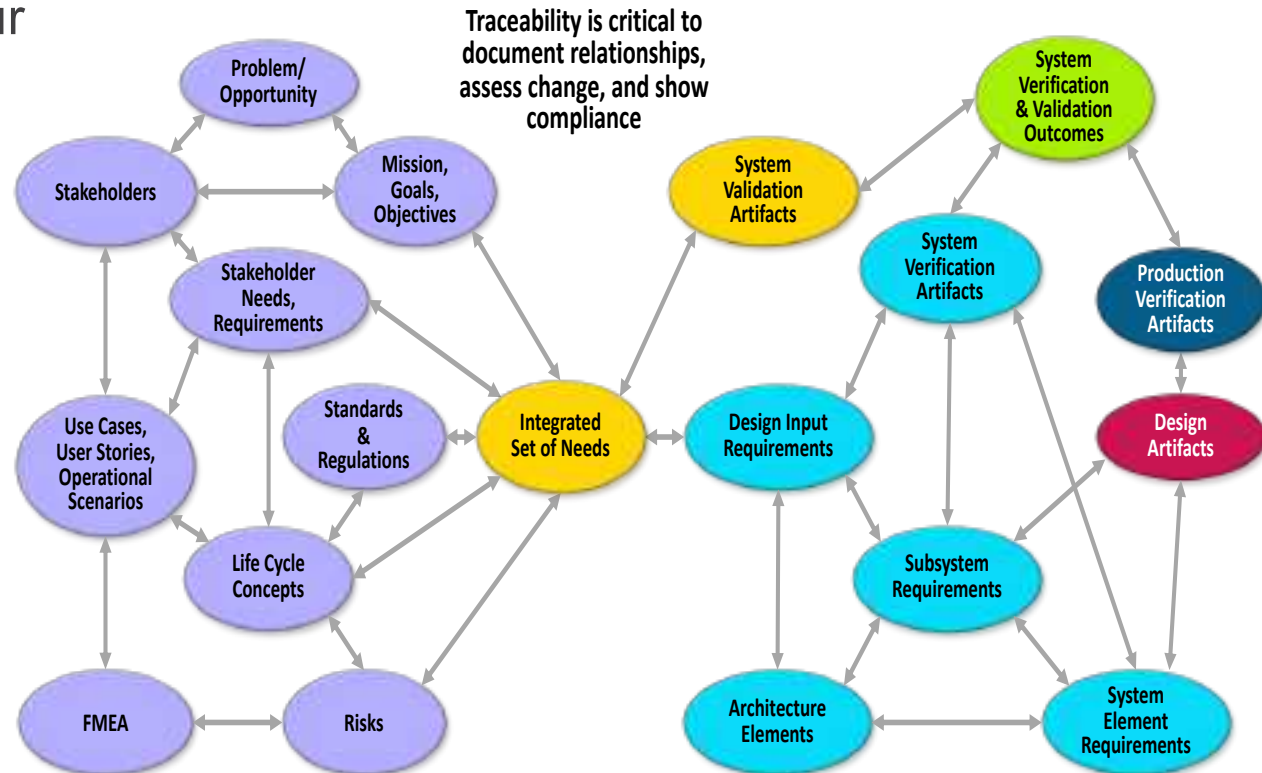 ur
Traceability is critical to
document relationships,
assess change, and show
compliance
Problem/
Opportunity
System
Verification
& Validation
Outcomes
Stakeholders
Mission,
Goals,
Objectives
System
Validation
Artifacts
System
Verification
Artifacts
Stakeholder
Needs,
Requirements
Production
Verification
Artifacts
Use Cases,
User Stories,
Operational
Scenarios
Standards
&
Regulations
Integrated
Set of Needs
Design Input
Requirements
Design
Artifacts
Life Cycle
Concepts
Subsystem
Requirements
FMEA
Risks
Architecture
Elements
System
Element
Requirements